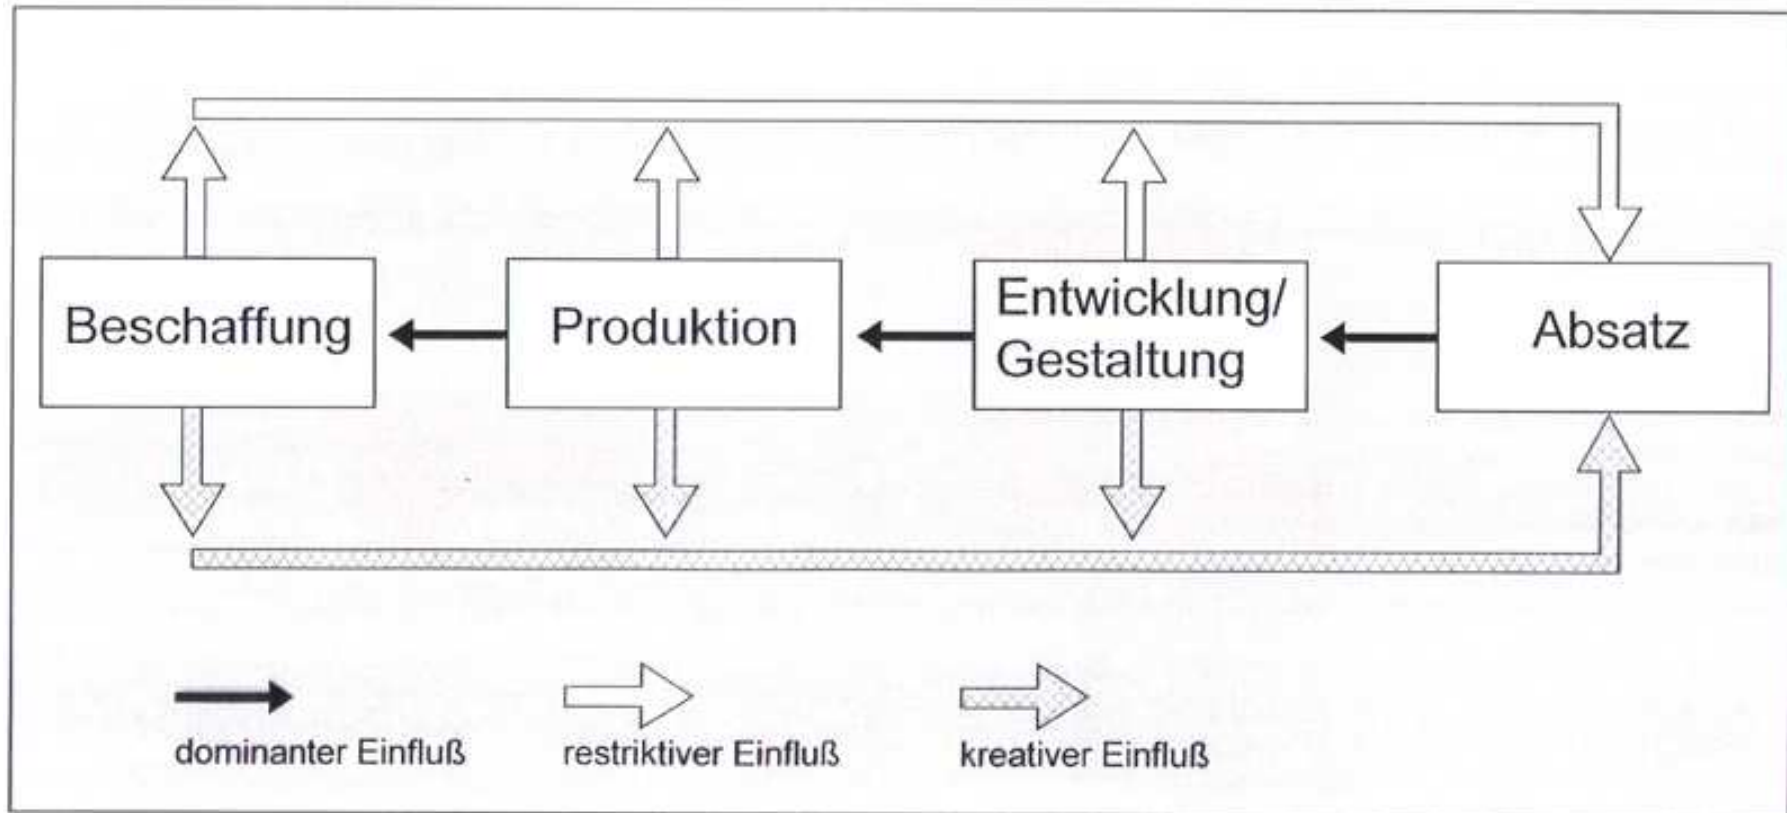 Beschaffung
Produktion
Entwicklung/
Gestaltung
Absatz
dominanter Einfluß
restriktiver Einfluß
kreativer Einfluß